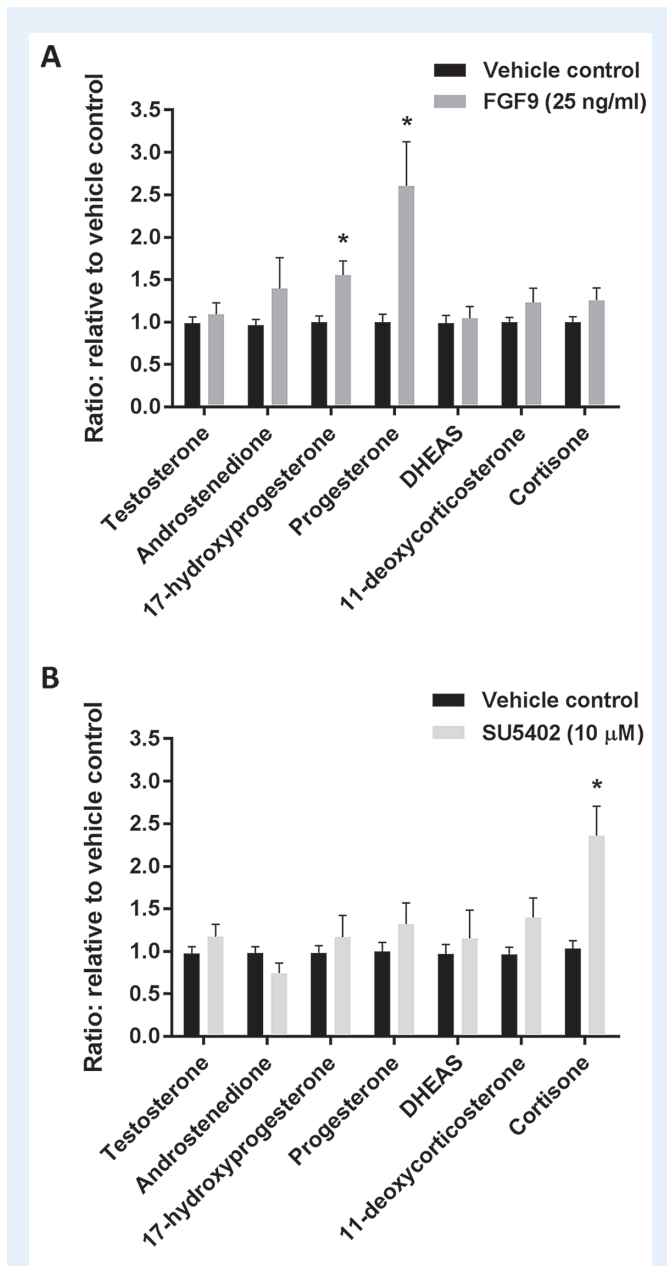 A
Vehicle control
FGF9 (25 ng/ml)
Ratio: relative to vehicle control
3.5
3.0
2.5
2.0
1.5
1.0
0.5
0.0
*
*
Testosterone
Androstenedione
17-hydroxyprogesterone
Progesterone
DHEAS
11-deoxycorticosterone
Cortisone
B
Vehicle control
SU5402 (10 μM)
Ratio: relative to vehicle control
3.5
3.0
2.5
2.0
1.5
1.0
0.5
0.0
*
Testosterone
Androstenedione
17-hydroxyprogesterone
Progesterone
DHEAS
11-deoxycorticosterone
Cortisone